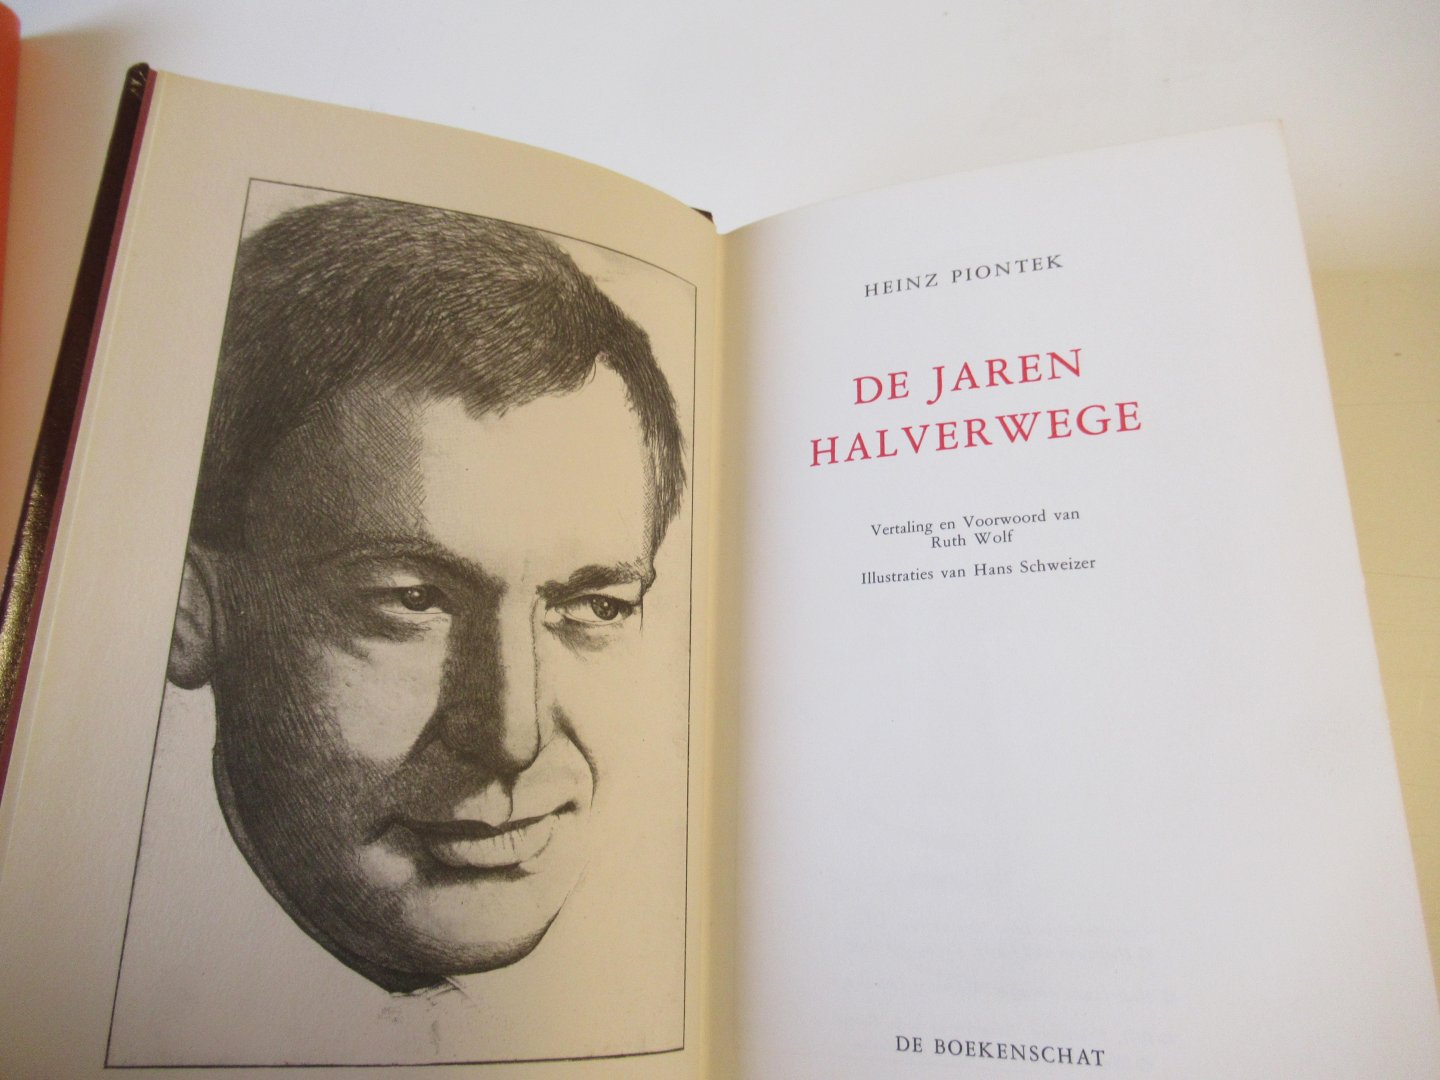 HEINZ PIONTEK
DE JAREN
HALVERWEGE
Vertaling en Voorwoord van
Ruth Wolf
Illustraties van Hans Schweizer
DE BOEKENSCHAT